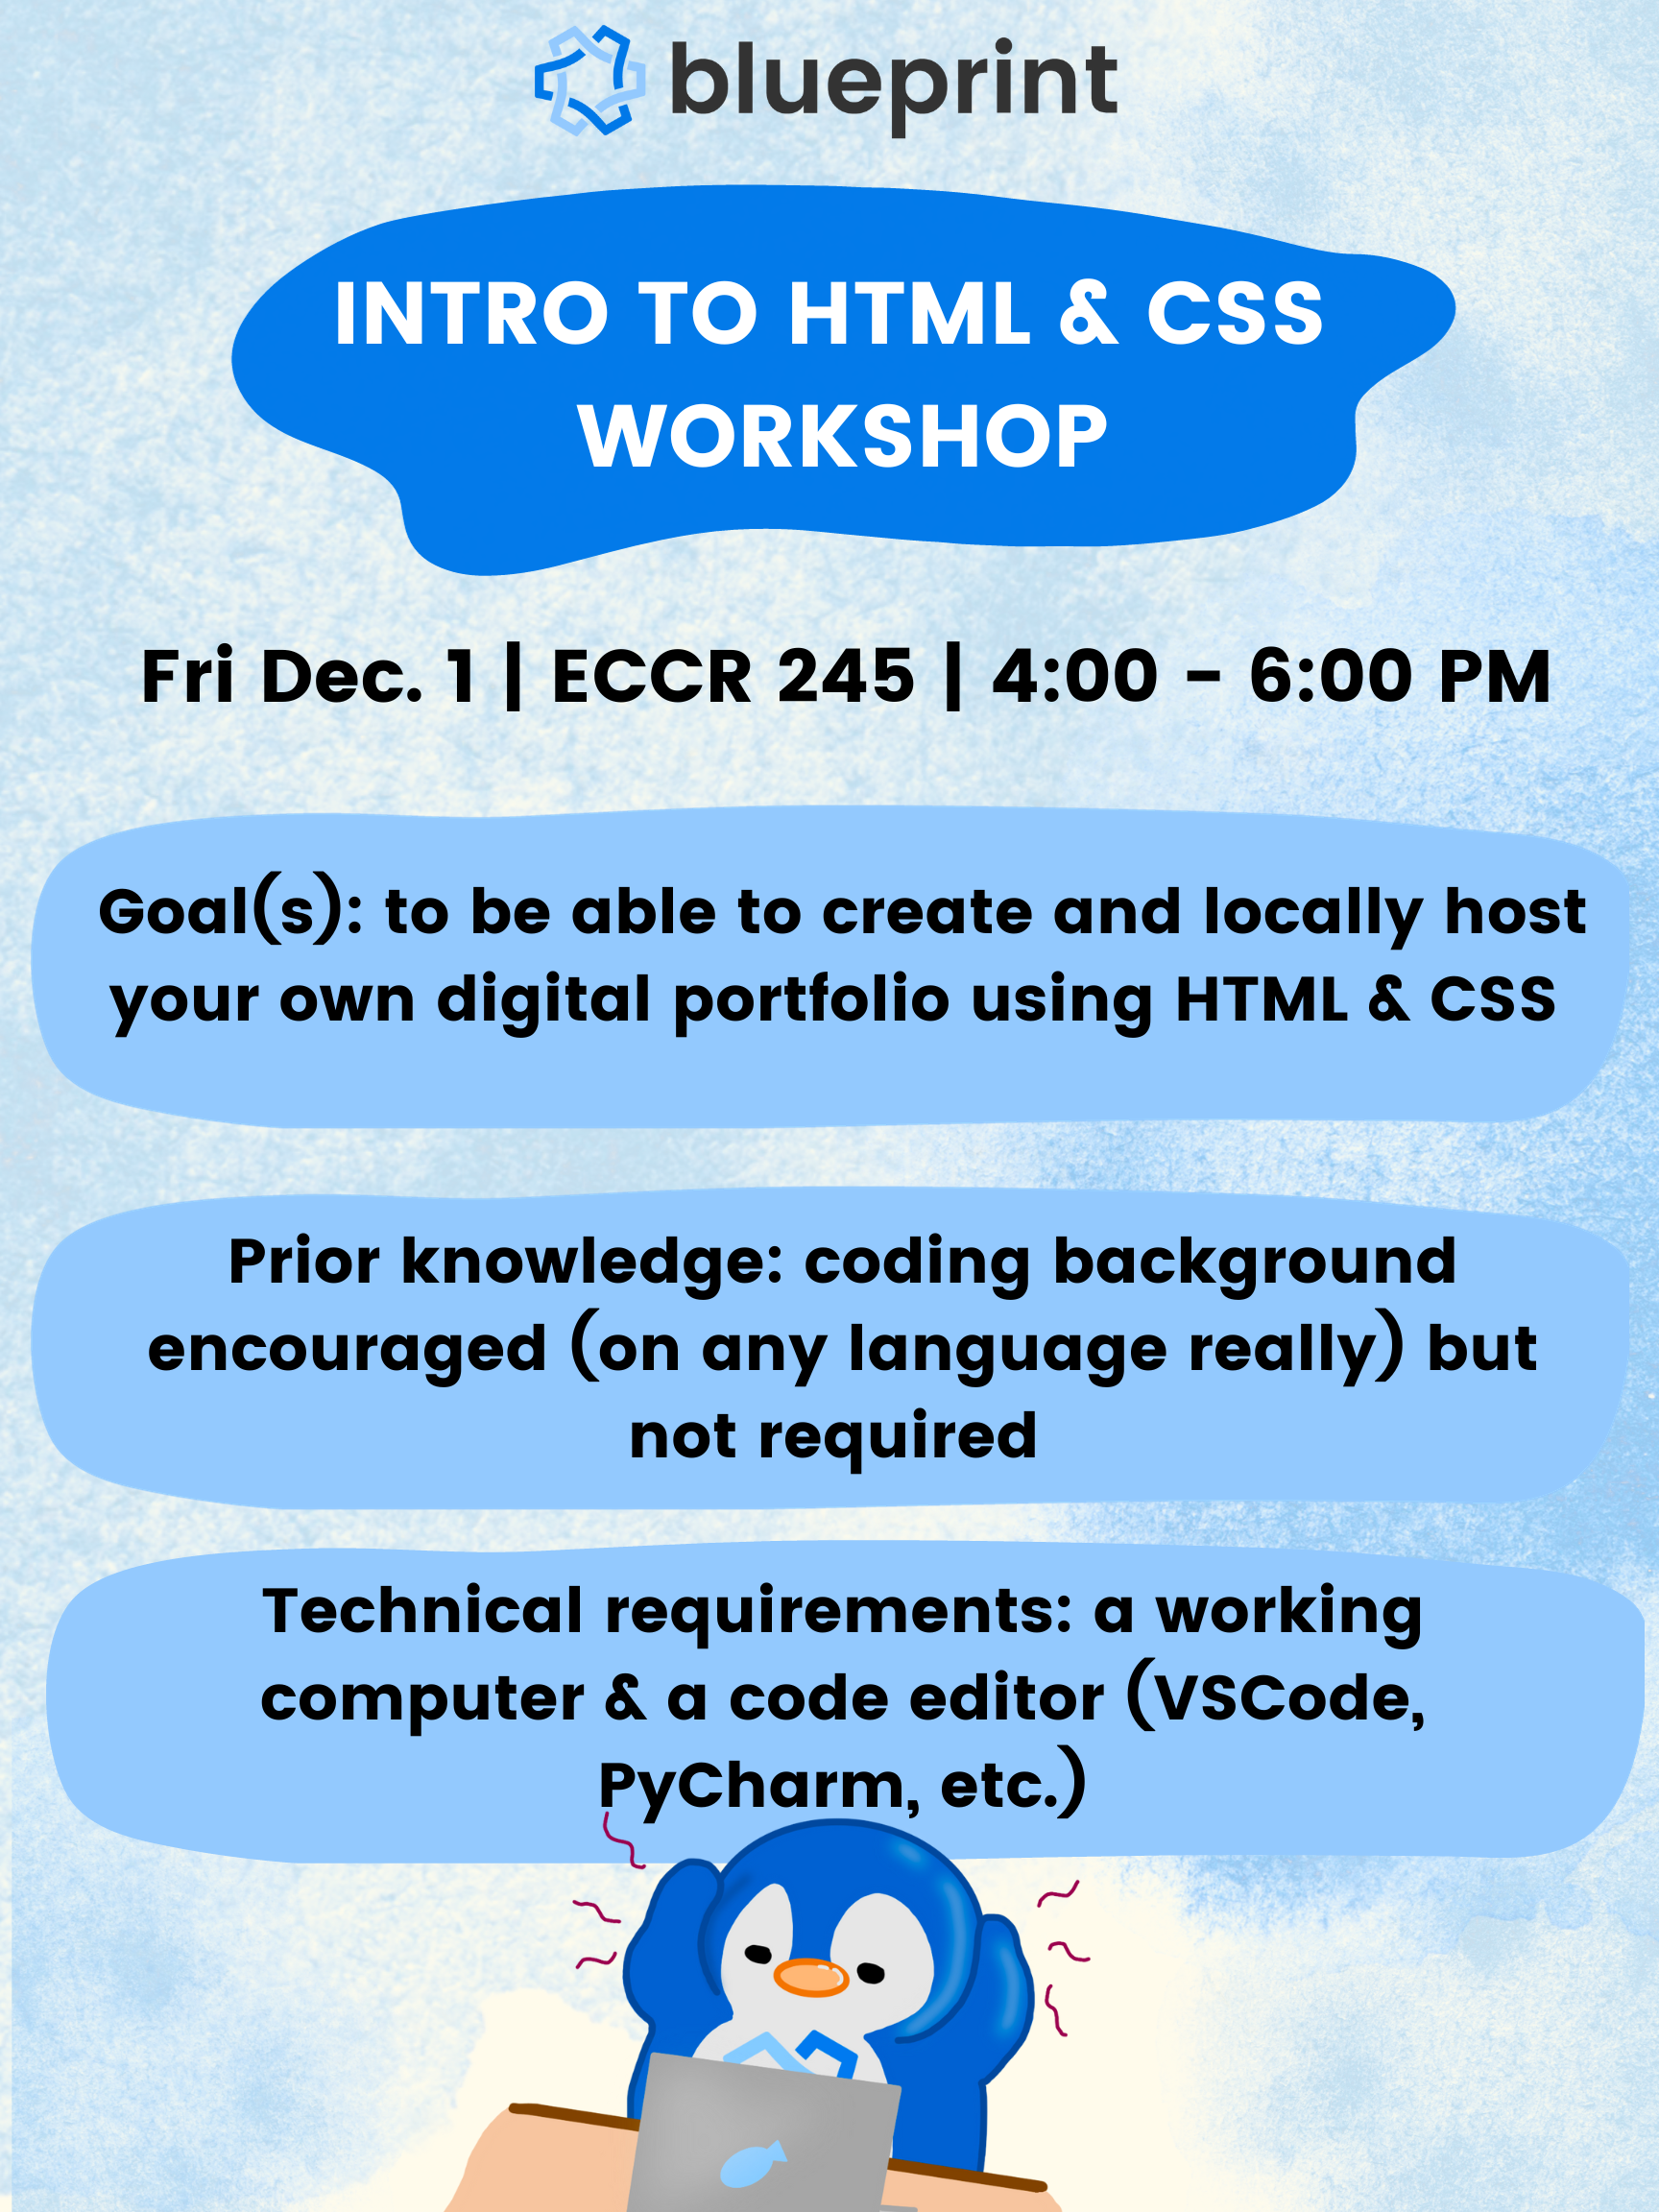 blueprint
INTRO TO HTML & CSS
WORKSHOP
Fri Dec. 1 | ECCR 245 | 4:00 - 6:00 PM
Goal(s): to be able to create and locally host
your own digital portfolio using HTML & CSS
Prior knowledge: coding background
encouraged (on any language really) but
not required
Technical requirements: a working
computer & a code editor (VSCode,
PyCharm, etc.)